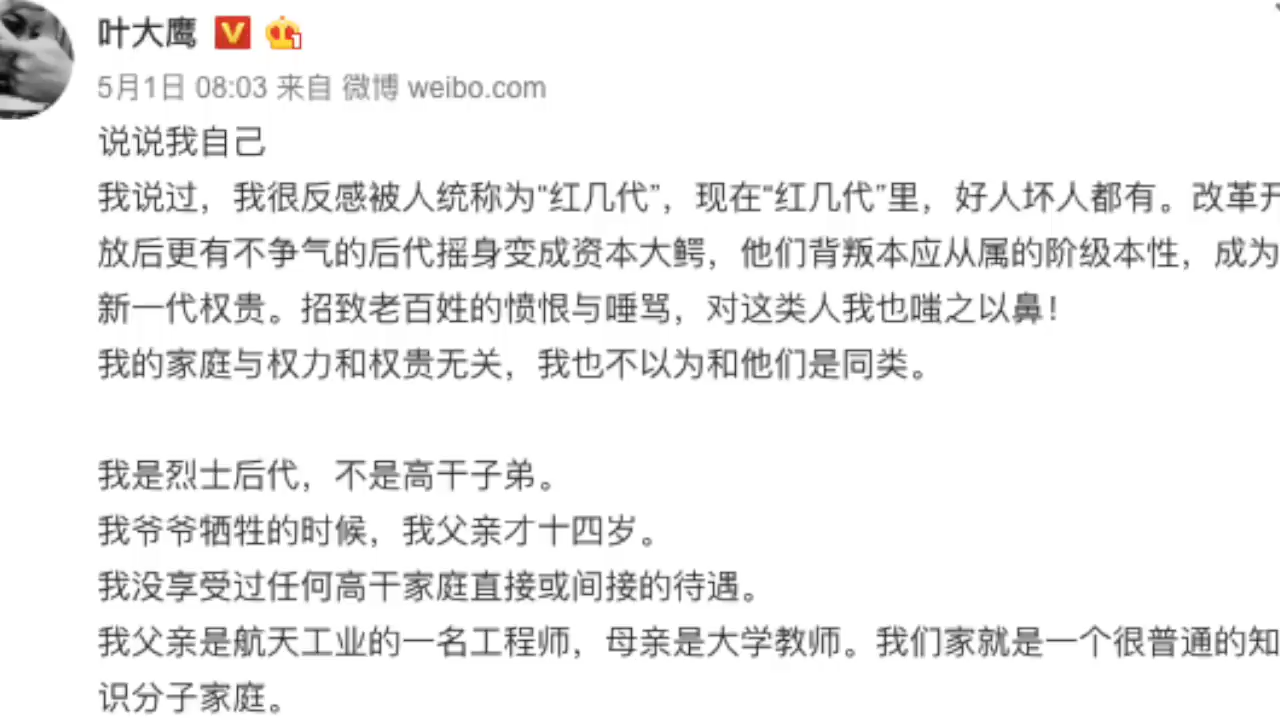 叶大鹰
5月1日 08:03 来自 微博 weibo.com
说说我自己
我说过，我很反感被人统称为“红几代”，现在“红几代”里，好人坏人都有。改革开
放后更有不争气的后代摇身变成资本大鳄，他们背叛本应从属的阶级本性，成为
新一代权贵。招致老百姓的愤恨与唾骂，对这类人我也嗤之以鼻！
我的家庭与权力和权贵无关，我也不以为和他们是同类。
我是烈士后代，不是高干子弟。
我爷爷牺牲的时候，我父亲才十四岁。
我没享受过任何高干家庭直接或间接的待遇。
我父亲是航天工业的一名工程师，母亲是大学教师。我们家就是一个很普通的知
识分子家庭。